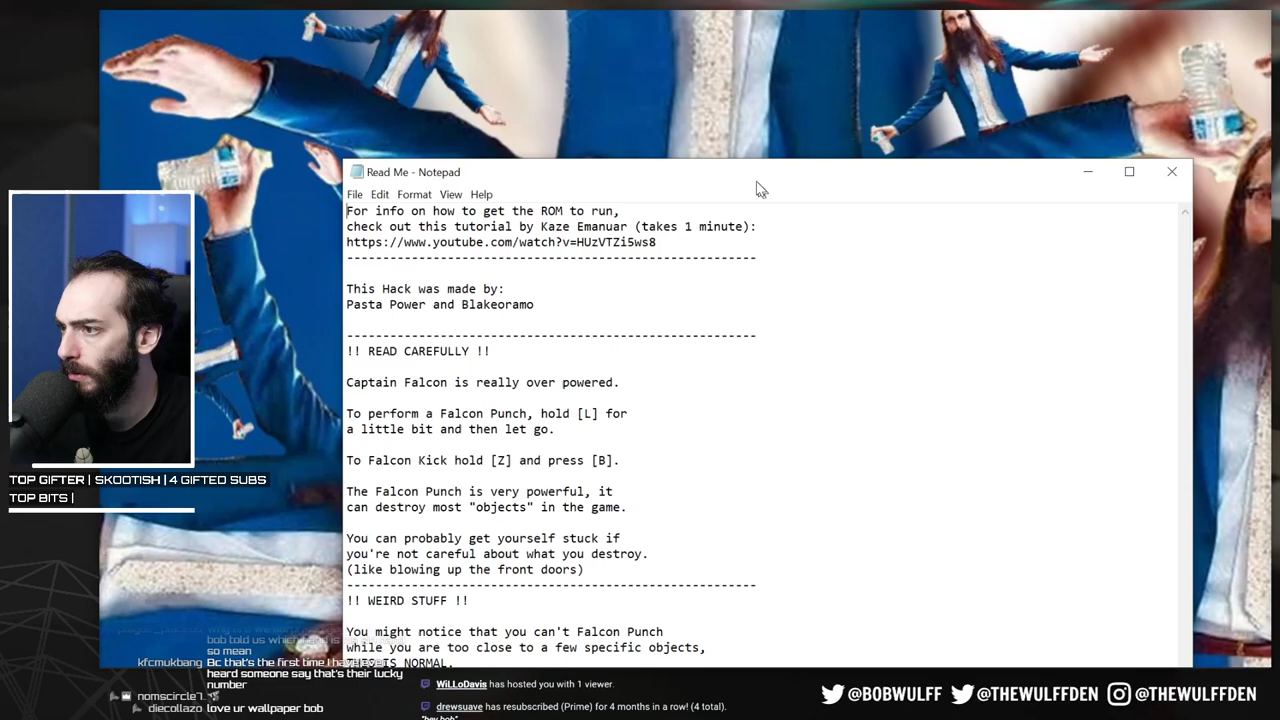 Read Me - Notepad
File Edit Format View Help
For info on how to get the ROM to run,
check out this tutorial by Kaze Emanuar (takes 1 minute):
https://www.youtube.com/watch?v=HUzVTZi5ws8
---------------------------------------------------------
This Hack was made by:
Pasta Power and Blakeoramo
---------------------------------------------------------
!! READ CAREFULLY !!
Captain Falcon is really over powered.
To perform a Falcon Punch, hold [L] for
a little bit and then let go.
To Falcon Kick hold [Z] and press [B].
The Falcon Punch is very powerful, it
can destroy most "objects" in the game.
You can probably get yourself stuck if
you're not careful about what you destroy.
(like blowing up the front doors)
---------------------------------------------------------
!! WEIRD STUFF !!
You might notice that you can't Falcon Punch
while you are too close to a few specific objects,
IS NORMAL.
TOP GIFTER | SKOOTISH | 4 GIFTED SUBS
TOP BITS |
bob told us which
so mean
kfcmukbang Bc that's the first time I
heard someone say that's their lucky
number
nomscircle7
diecollazo love ur wallpaper bob
WiLLoDavis has hosted you with 1 viewer.
drewsuave has resubscribed (Prime) for 4 months in a row! (4 total).
"hey bob"
@BOBWULFF @THEWULFFDEN @THEWULFFDEN